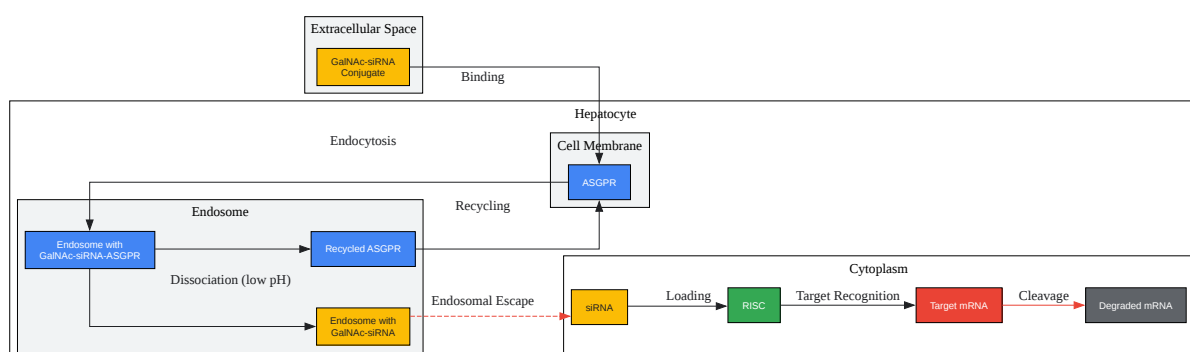 Extracellular Space
GalNAc-siRNA
Conjugate
Binding
Hepatocyte
Endocytosis
Cell Membrane
ASGPR
Recycling
Endosome
Endosome with
GalNAc-siRNA-ASGPR
Recycled ASGPR
Dissociation (low pH)
Endosome with
GalNAc-siRNA
Endosomal Escape
Cytoplasm
siRNA
Loading
RISC
Target Recognition
Target mRNA
Cleavage
Degraded mRNA